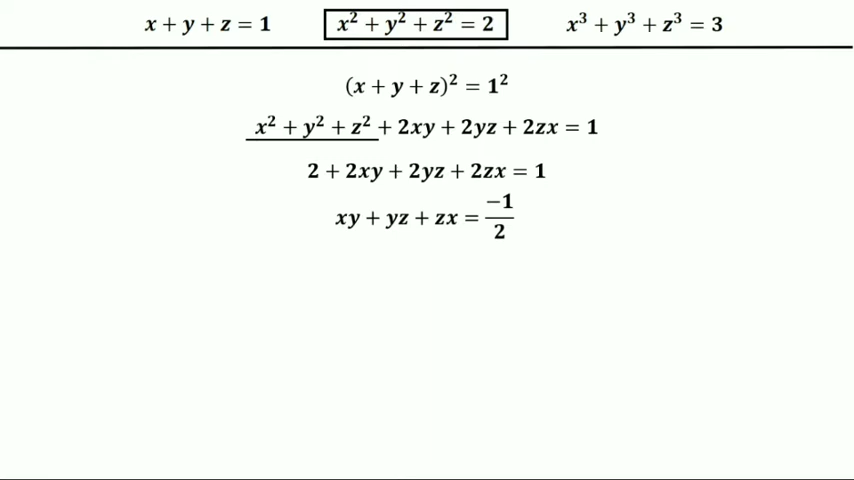 x + y + z = 1 x² + y² + z² = 2 x³ + y³ + z³ = 3
(x + y + z)² = 1²
x² + y² + z² + 2xy + 2yz + 2zx = 1
2 + 2xy + 2yz + 2zx = 1
xy + yz + zx = −1/2